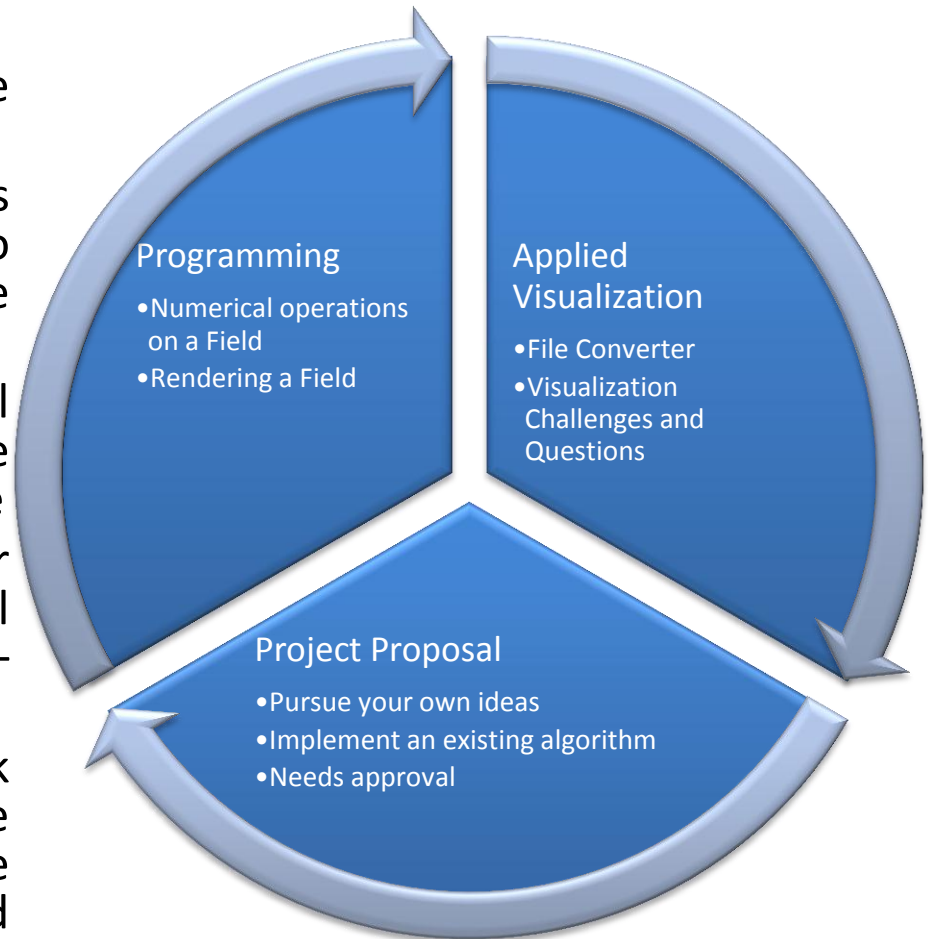 Programming
•Numerical operations
on a Field
•Rendering a Field
Applied
Visualization
•File Converter
•Visualization
Challenges and
Questions
Project Proposal
•Pursue your own ideas
•Implement an existing algorithm
•Needs approval